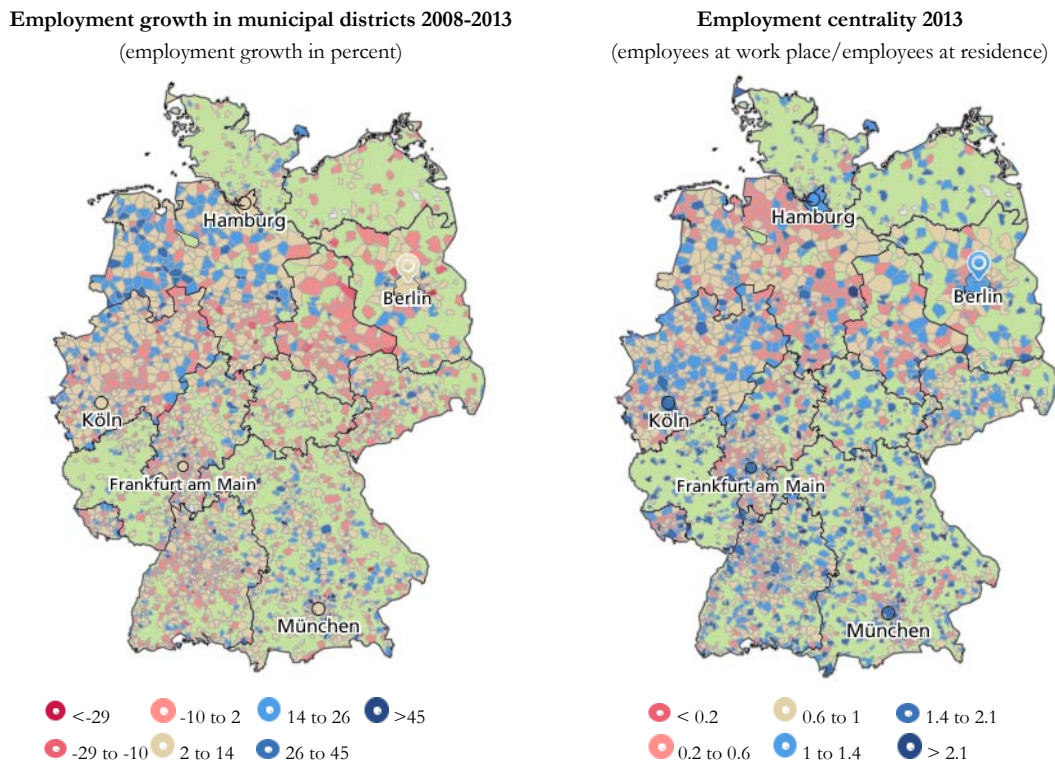 Employment growth in municipal districts 2008-2013
(employment growth in percent)
Hamburg
Berlin
Köln
Frankfurt am Main
München
<-29
-10 to 2
14 to 26
>45
-29 to -10
2 to 14
26 to 45
Employment centrality 2013
(employees at work place/employees at residence)
Hamburg
Berlin
Köln
Frankfurt am Main
München
< 0.2
0.6 to 1
1.4 to 2.1
0.2 to 0.6
1 to 1.4
> 2.1